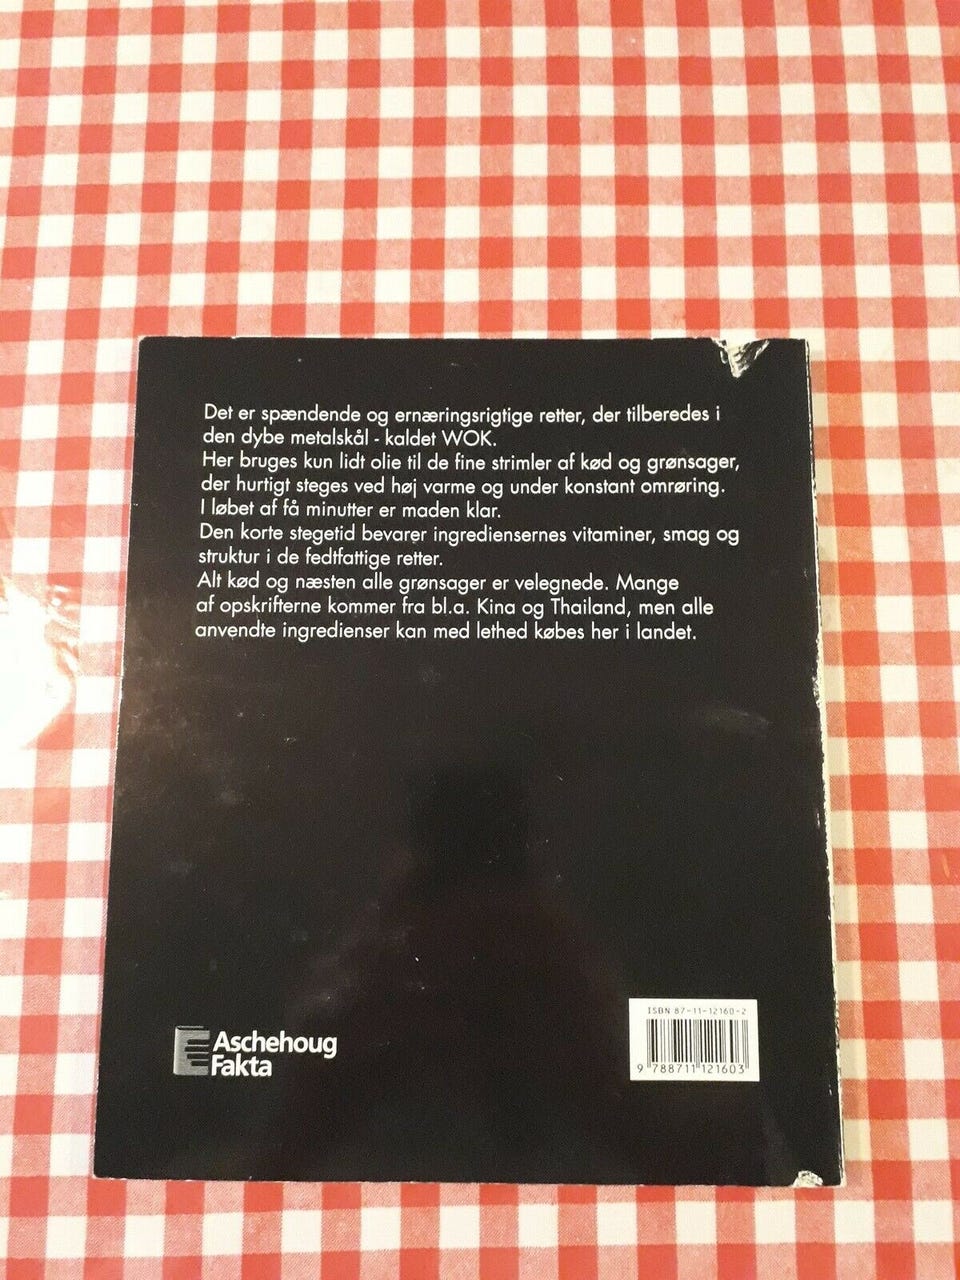 Det er spændende og ernæringsrigtige retter, der tilberedes i
den dybe metalskål - kaldet WOK.
Her bruges kun lidt olie til de fine strimler af kød og grønsager,
der hurtigt steges ved høj varme og under konstant omrøring.
I løbet af få minutter er maden klar.
Den korte stegetid bevarer ingrediensernes vitaminer, smag og
struktur i de fedtfattige retter.
Alt kød og næsten alle grønsager er velegnede. Mange
af opskrifterne kommer fra bl.a. Kina og Thailand, men alle
anvendte ingredienser kan med lethed købes her i landet.
Aschehoug
Fakta
ISBN 87-11-12160-2
9 788711 121603